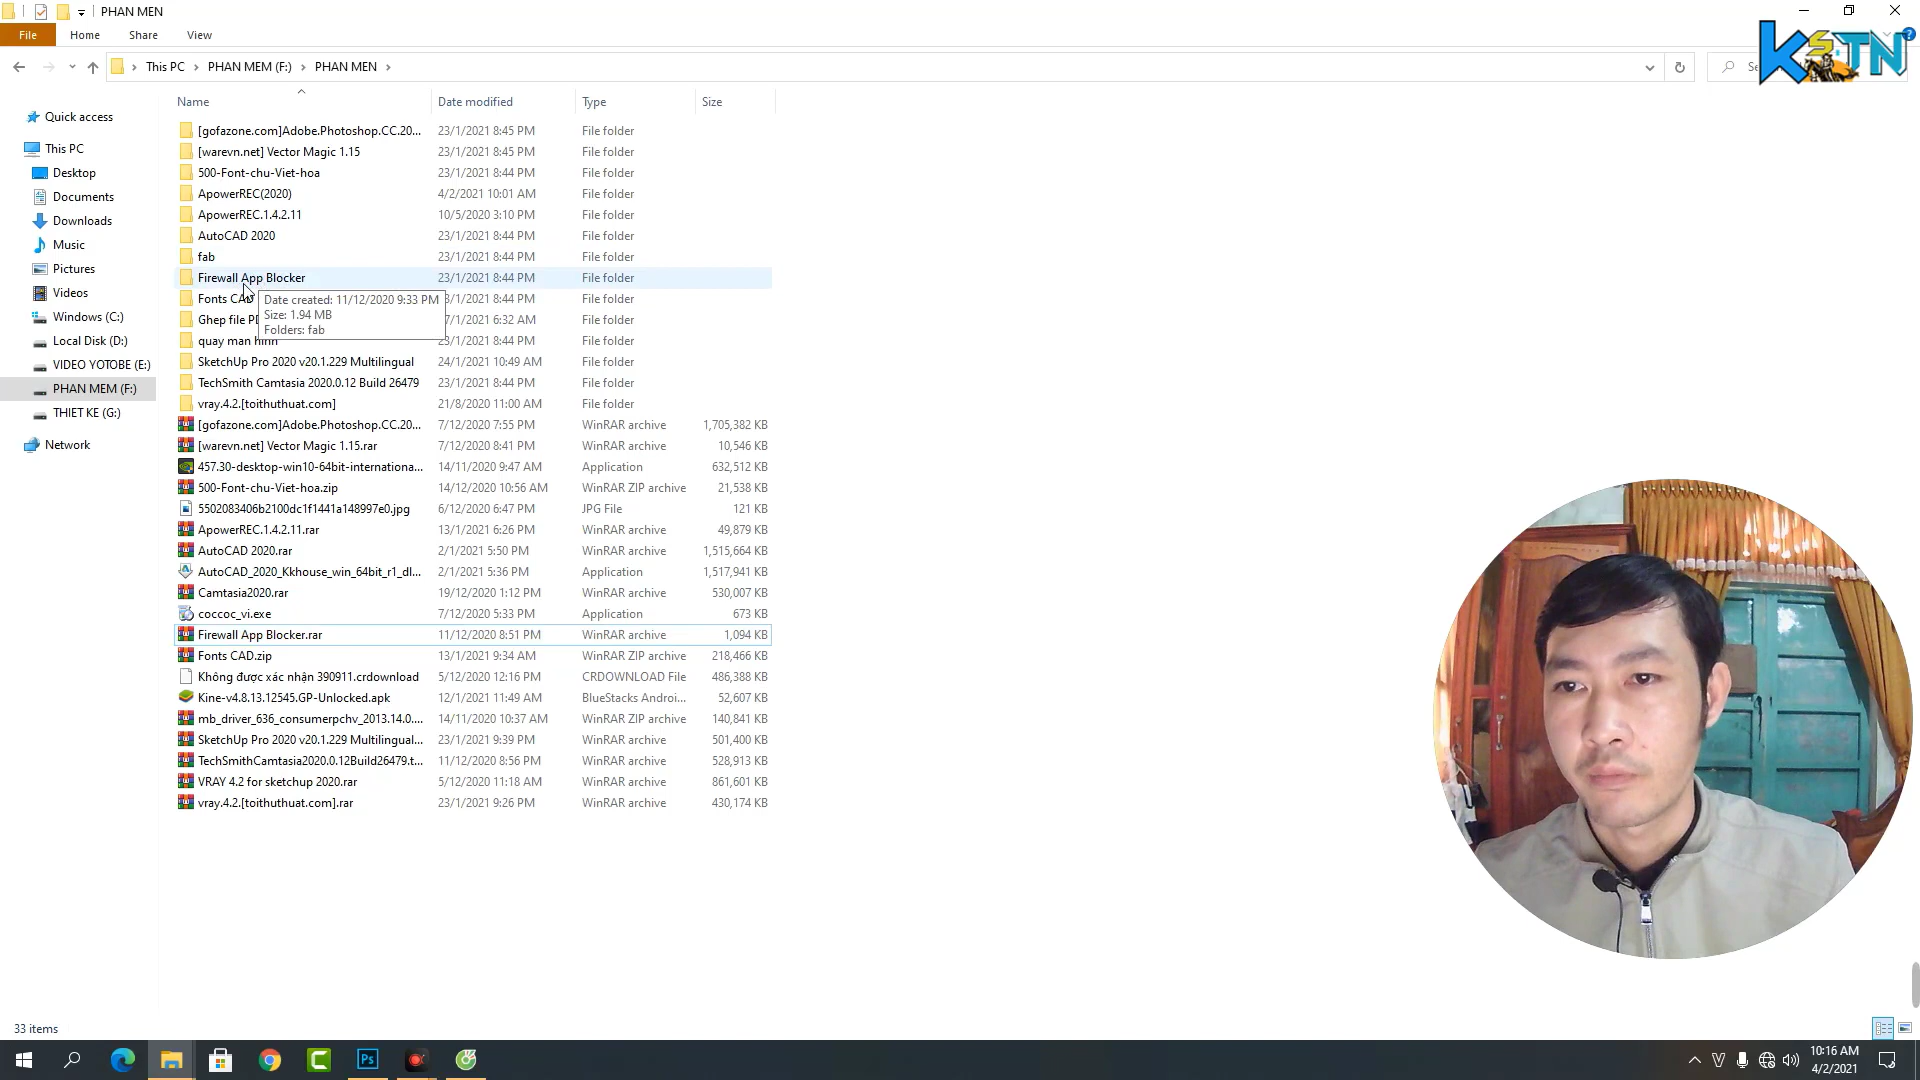 PHAN MEN
File Home Share View
This PC > PHAN MEM (F:) > PHAN MEN >
KSTN
Name Date modified Type Size
Quick access
This PC
Desktop
Documents
Downloads
Music
Pictures
Videos
Windows (C:)
Local Disk (D:)
VIDEO YOTOBE (E:)
PHAN MEM (F:)
THIET KE (G:)
Network
[gofazone.com]Adobe.Photoshop.CC.20... 23/1/2021 8:45 PM File folder
[warevn.net] Vector Magic 1.15 23/1/2021 8:45 PM File folder
500-Font-chu-Viet-hoa 23/1/2021 8:44 PM File folder
ApowerREC(2020) 4/2/2021 10:01 AM File folder
ApowerREC.1.4.2.11 10/5/2020 3:10 PM File folder
AutoCAD 2020 23/1/2021 8:44 PM File folder
fab 23/1/2021 8:44 PM File folder
Firewall App Blocker 23/1/2021 8:44 PM File folder
Fonts CAD 3/1/2021 8:44 PM File folder
Ghep file PD 7/1/2021 6:32 AM File folder
quay man hinh 23/1/2021 8:44 PM File folder
Date created: 11/12/2020 9:33 PM
Size: 1.94 MB
Folders: fab
SketchUp Pro 2020 v20.1.229 Multilingual 24/1/2021 10:49 AM File folder
TechSmith Camtasia 2020.0.12 Build 26479 23/1/2021 8:44 PM File folder
vray.4.2.[toithuthuat.com] 21/8/2020 11:00 AM File folder
[gofazone.com]Adobe.Photoshop.CC.20... 7/12/2020 7:55 PM WinRAR archive 1,705,382 KB
[warevn.net] Vector Magic 1.15.rar 7/12/2020 8:41 PM WinRAR archive 10,546 KB
457.30-desktop-win10-64bit-internationa... 14/11/2020 9:47 AM Application 632,512 KB
500-Font-chu-Viet-hoa.zip 14/12/2020 10:56 AM WinRAR ZIP archive 21,538 KB
5502083406b2100dc1f1441a148997e0.jpg 6/12/2020 6:47 PM JPG File 121 KB
ApowerREC.1.4.2.11.rar 13/1/2021 6:26 PM WinRAR archive 49,879 KB
AutoCAD 2020.rar 2/1/2021 5:50 PM WinRAR archive 1,515,664 KB
AutoCAD_2020_Kkhouse_win_64bit_r1_dl... 2/1/2021 5:36 PM Application 1,517,941 KB
Camtasia2020.rar 19/12/2020 1:12 PM WinRAR archive 530,007 KB
coccoc_vi.exe 7/12/2020 5:33 PM Application 673 KB
Firewall App Blocker.rar 11/12/2020 8:51 PM WinRAR archive 1,094 KB
Fonts CAD.zip 13/1/2021 9:34 AM WinRAR ZIP archive 218,466 KB
Không được xác nhận 390911.crdownload 5/12/2020 12:16 PM CRDOWNLOAD File 486,388 KB
Kine-v4.8.13.12545.GP-Unlocked.apk 12/1/2021 11:49 AM BlueStacks Androi... 52,607 KB
mb_driver_636_consumerpchv_2013.14.0.... 14/11/2020 10:37 AM WinRAR archive 140,841 KB
SketchUp Pro 2020 v20.1.229 Multilingual... 23/1/2021 9:39 PM WinRAR archive 501,400 KB
TechSmithCamtasia2020.0.12Build26479.t... 11/12/2020 8:56 PM WinRAR archive 528,913 KB
VRAY 4.2 for sketchup 2020.rar 5/12/2020 11:18 AM WinRAR archive 861,601 KB
vray.4.2.[toithuthuat.com].rar 23/1/2021 9:26 PM WinRAR archive 430,174 KB
33 items
Ps
10:16 AM
4/2/2021